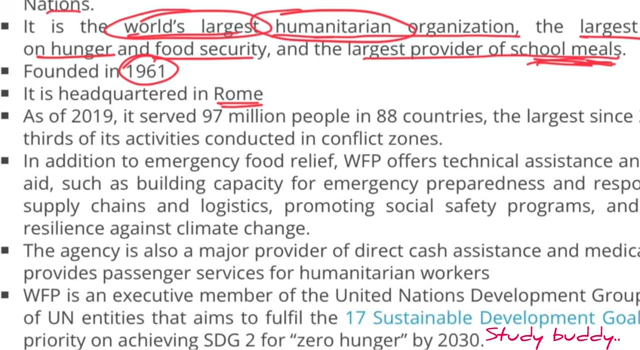 Nations.
▪ It is the world's largest humanitarian organization, the largest
on hunger and food security, and the largest provider of school meals.
▪ Founded in 1961
▪ It is headquartered in Rome
▪ As of 2019, it served 97 million people in 88 countries, the largest since
thirds of its activities conducted in conflict zones.
▪ In addition to emergency food relief, WFP offers technical assistance an
aid, such as building capacity for emergency preparedness and respo
supply chains and logistics, promoting social safety programs, and
resilience against climate change.
▪ The agency is also a major provider of direct cash assistance and medica
provides passenger services for humanitarian workers
▪ WFP is an executive member of the United Nations Development Group
of UN entities that aims to fulfil the 17 Sustainable Development Goal
priority on achieving SDG 2 for "zero hunger" by 2030.
Study buddy..